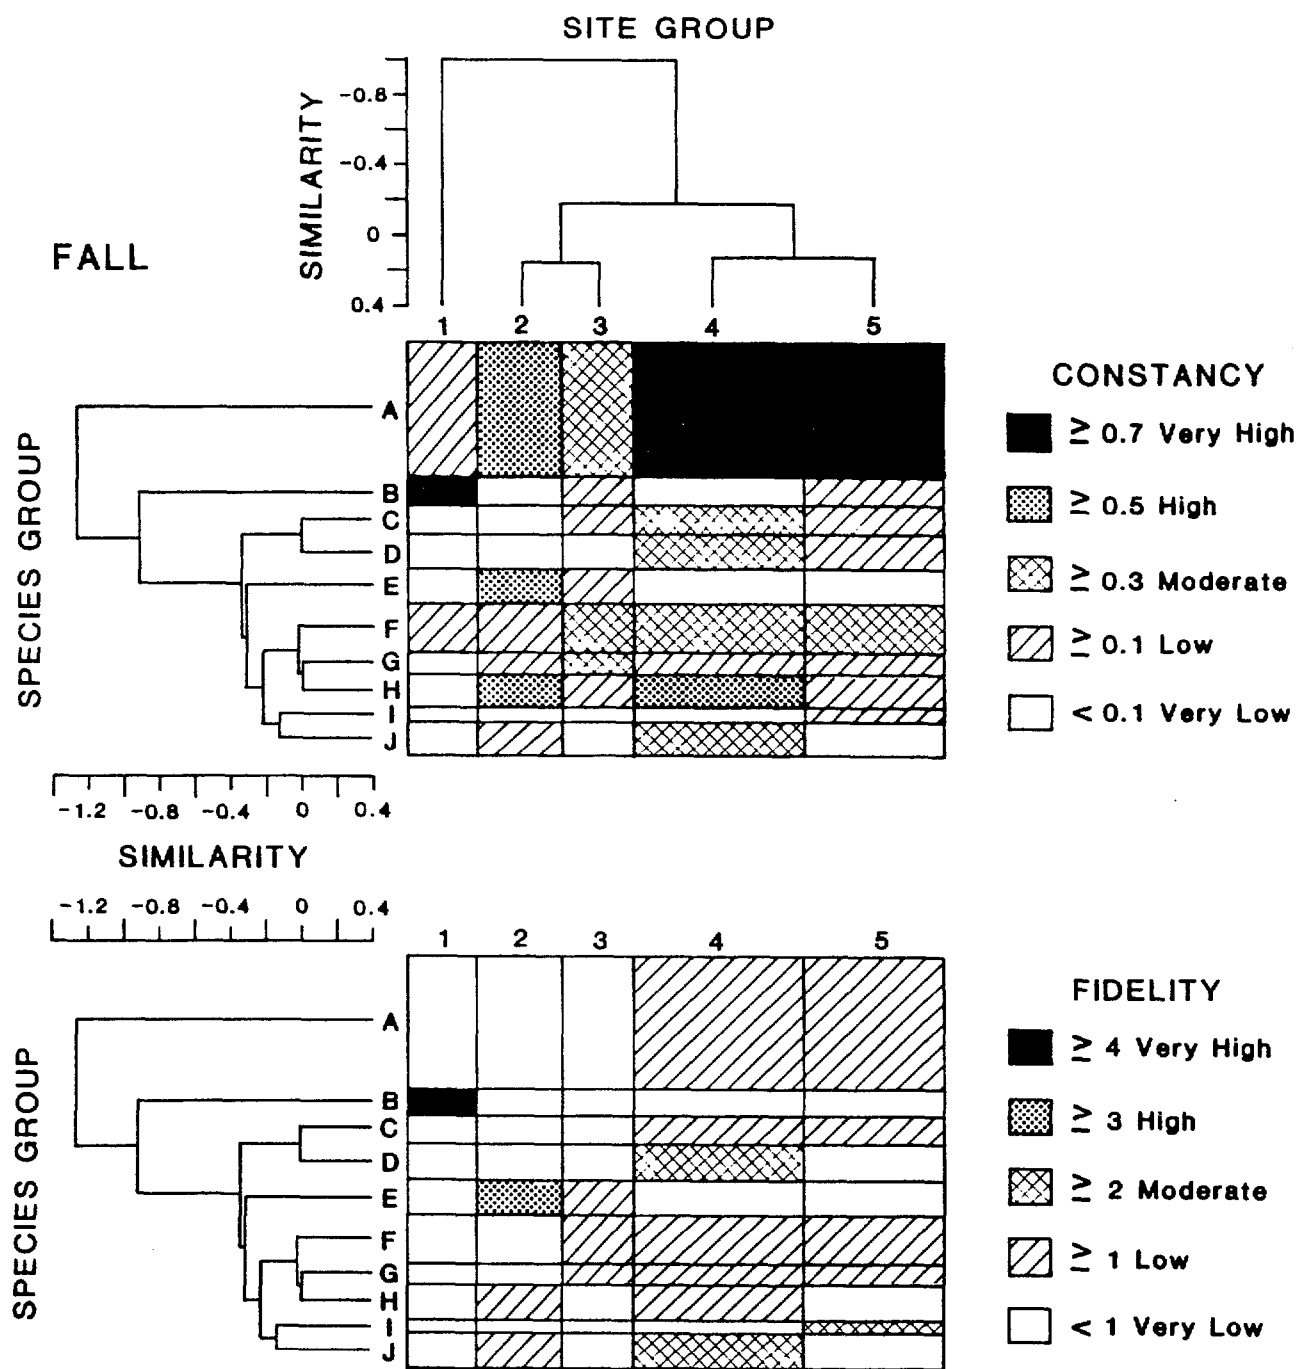 SITE GROUP
SIMILARITY
-0.8
-0.4
0
0.4
FALL
1 2 3 4 5
SPECIES GROUP
A
B
C
D
E
F
G
H
I
J
CONSTANCY
≥ 0.7 Very High
≥ 0.5 High
≥ 0.3 Moderate
≥ 0.1 Low
< 0.1 Very Low
-1.2 -0.8 -0.4 0 0.4
SIMILARITY
-1.2 -0.8 -0.4 0 0.4
1 2 3 4 5
SPECIES GROUP
A
B
C
D
E
F
G
H
I
J
FIDELITY
≥ 4 Very High
≥ 3 High
≥ 2 Moderate
≥ 1 Low
< 1 Very Low